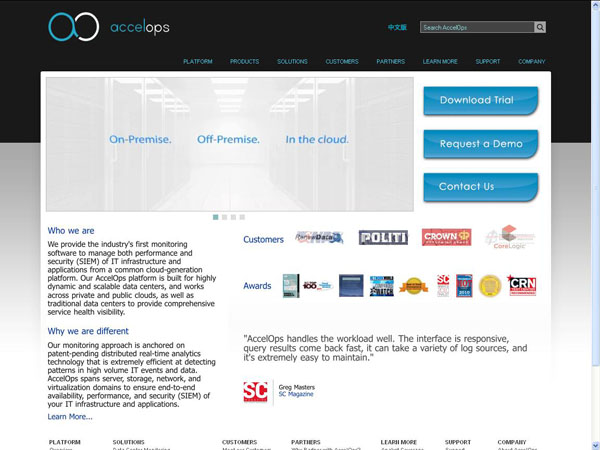 accelops
中文版
Search AccelOps
PLATFORM PRODUCTS SOLUTIONS CUSTOMERS PARTNERS LEARN MORE SUPPORT COMPANY
On-Premise. Off-Premise. In the cloud.
Download Trial
Request a Demo
Contact Us
Who we are
We provide the industry's first monitoring
software to manage both performance and
security (SIEM) of IT infrastructure and
applications from a common cloud-generation
platform. Our AccelOps platform is built for highly
dynamic and scalable data centers, and works
across private and public clouds, as well as
traditional data centers to provide comprehensive
service health visibility.
Why we are different
Our monitoring approach is anchored on
patent-pending distributed real-time analytics
technology that is extremely efficient at detecting
patterns in high volume IT events and data.
AccelOps spans server, storage, network, and
virtualization domains to ensure end-to-end
availability, performance, and security (SIEM) of
your IT infrastructure and applications.
Learn More...
Customers
POLITI
CROWN
CoreLogic
Awards
100
SC
2010
CRN
"AccelOps handles the workload well. The interface is responsive,
query results come back fast, it can take a variety of log sources, and
it's extremely easy to maintain."
SC
Greg Masters
SC Magazine
PLATFORM SOLUTIONS CUSTOMERS PARTNERS LEARN MORE SUPPORT COMPANY